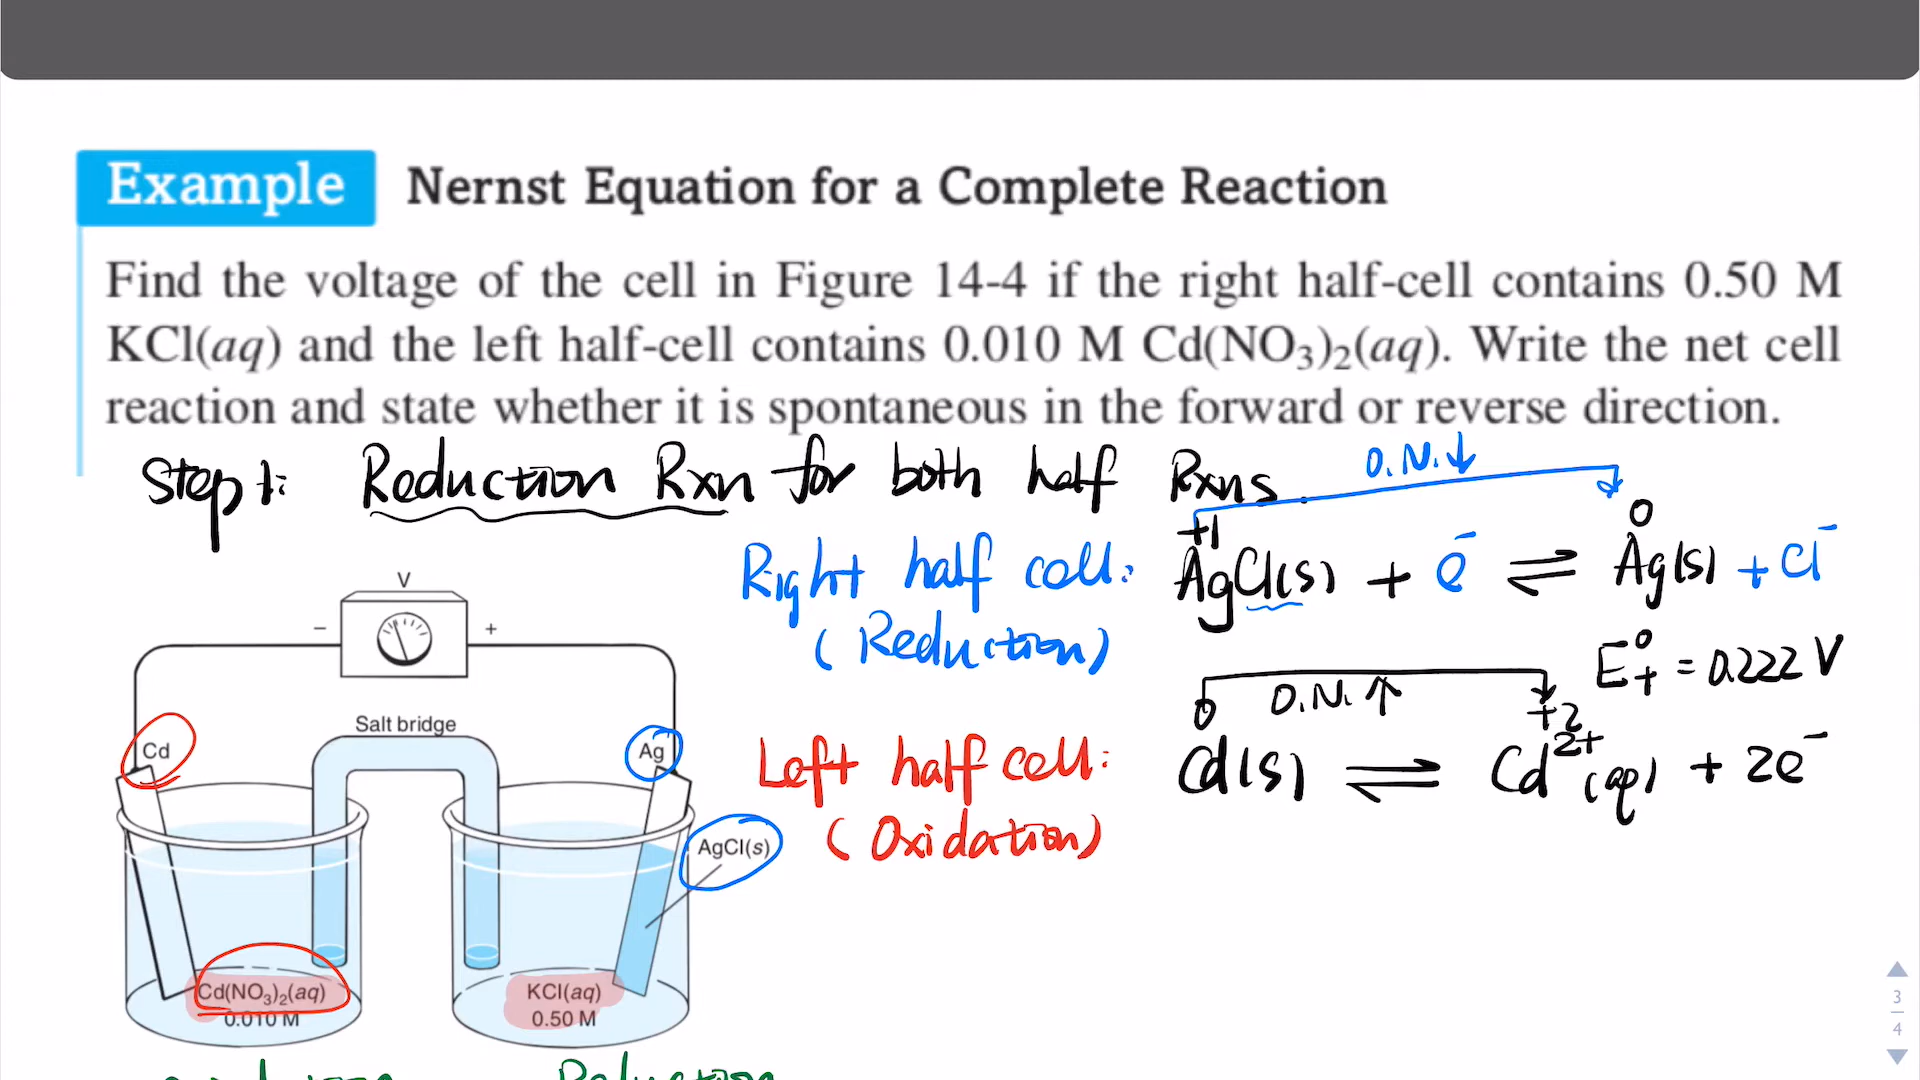 Example Nernst Equation for a Complete Reaction
Find the voltage of the cell in Figure 14-4 if the right half-cell contains 0.50 M
KCl(aq) and the left half-cell contains 0.010 M Cd(NO₃)₂(aq). Write the net cell
reaction and state whether it is spontaneous in the forward or reverse direction.
O.N.↓
Step 1: Reduction Rxn for both half Rxns.
+1 0
Right half cell: AgCl(s) + e⁻ ⇌ Ag(s) + Cl⁻
(Reduction)
E°₊ = 0.222 V
O.N.↑
0 +2
Left half cell: Cd(s) ⇌ Cd²⁺(aq) + 2e⁻
(Oxidation)
V
− +
Salt bridge
Cd Ag
AgCl(s)
Cd(NO₃)₂(aq) KCl(aq)
0.010 M 0.50 M
Reduction
3
4